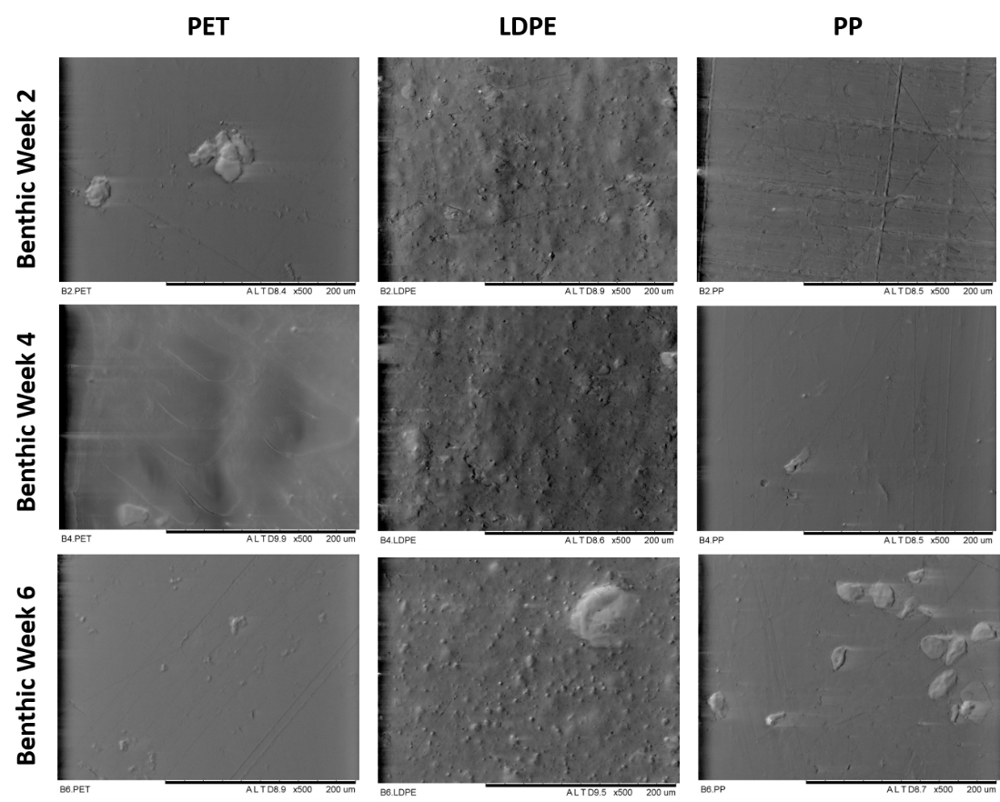 PET LDPE PP
Benthic Week 2
B2.PET A L T D8.4 x500 200 um
B2.LDPE A L T D8.9 x500 200 um
B2.PP A L T D8.5 x500 200 um
Benthic Week 4
B4.PET A L T D9.9 x500 200 um
B4.LDPE A L T D8.6 x500 200 um
B4.PP A L T D8.5 x500 200 um
Benthic Week 6
B6.PET A L T D8.9 x500 200 um
B6.LDPE A L T D9.5 x500 200 um
B6.PP A L T D8.7 x500 200 um